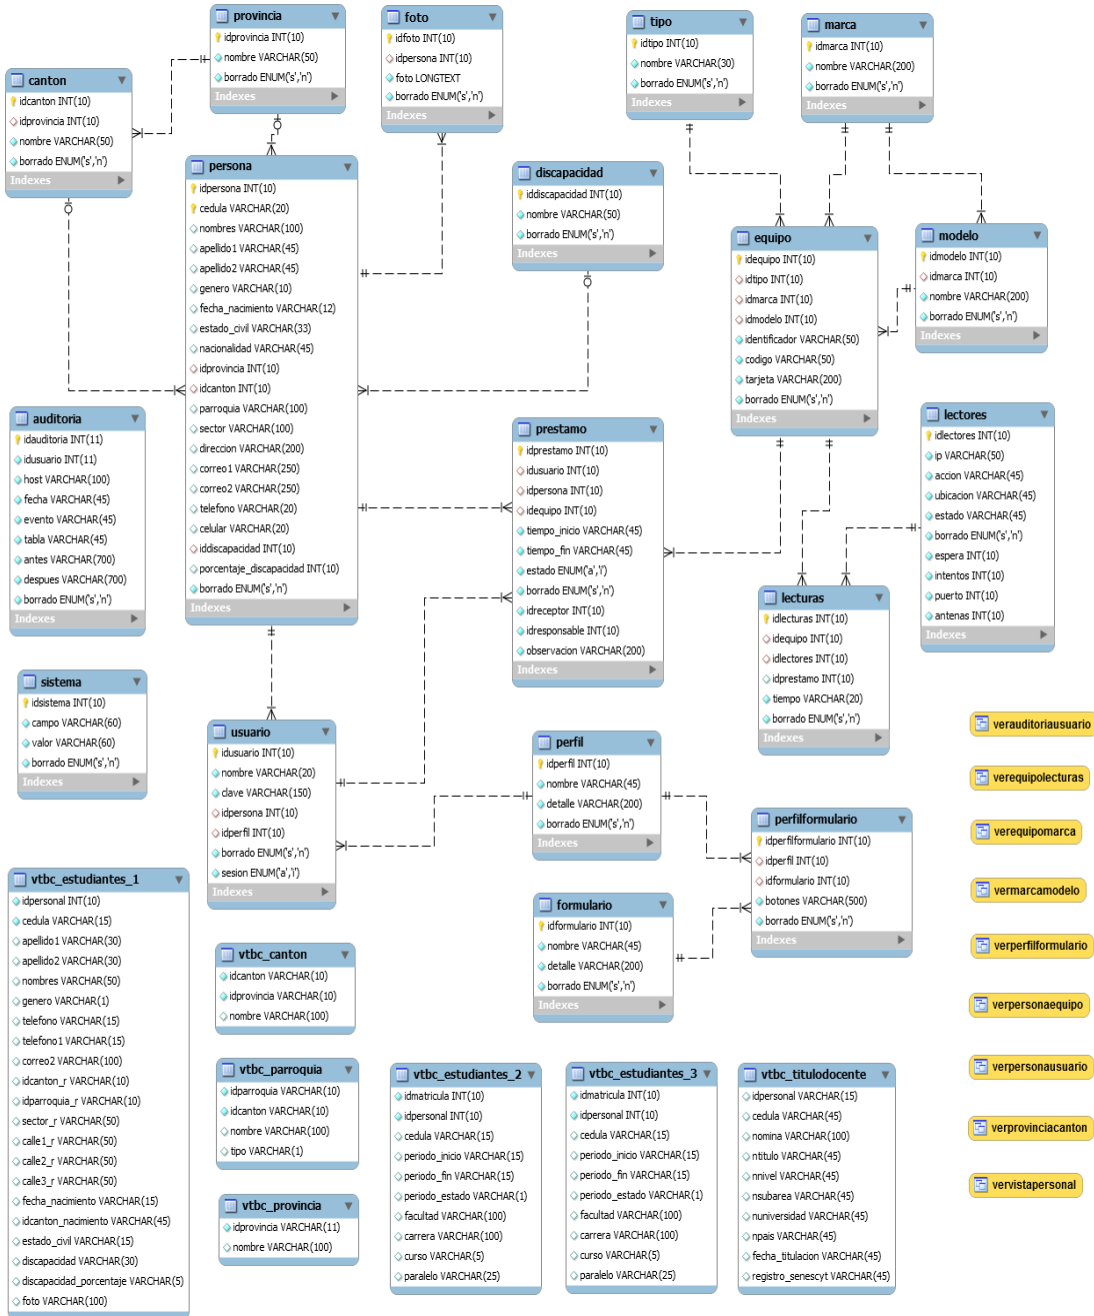 provincia
idprovincia INT(10)
nombre VARCHAR(50)
borrado ENUM('s','n')
Indexes
foto
idfoto INT(10)
idpersona INT(10)
foto LONGTEXT
borrado ENUM('s','n')
Indexes
tipo
idtipo INT(10)
nombre VARCHAR(30)
borrado ENUM('s','n')
Indexes
marca
idmarca INT(10)
nombre VARCHAR(200)
borrado ENUM('s','n')
Indexes
canton
idcanton INT(10)
idprovincia INT(10)
nombre VARCHAR(50)
borrado ENUM('s','n')
Indexes
persona
idpersona INT(10)
cedula VARCHAR(20)
nombres VARCHAR(100)
apellido1 VARCHAR(45)
apellido2 VARCHAR(45)
genero VARCHAR(10)
fecha_nacimiento VARCHAR(12)
estado_civil VARCHAR(33)
nacionalidad VARCHAR(45)
idprovincia INT(10)
idcanton INT(10)
parroquia VARCHAR(100)
sector VARCHAR(100)
direccion VARCHAR(200)
correo1 VARCHAR(250)
correo2 VARCHAR(250)
telefono VARCHAR(20)
celular VARCHAR(20)
iddiscapacidad INT(10)
porcentaje_discapacidad INT(10)
borrado ENUM('s','n')
Indexes
discapacidad
iddiscapacidad INT(10)
nombre VARCHAR(50)
borrado ENUM('s','n')
Indexes
equipo
idequipo INT(10)
idtipo INT(10)
idmarca INT(10)
idmodelo INT(10)
identificador VARCHAR(50)
codigo VARCHAR(50)
tarjeta VARCHAR(200)
borrado ENUM('s','n')
Indexes
modelo
idmodelo INT(10)
idmarca INT(10)
nombre VARCHAR(200)
borrado ENUM('s','n')
Indexes
auditoria
idauditoria INT(11)
idusuario INT(11)
host VARCHAR(100)
fecha VARCHAR(45)
evento VARCHAR(45)
tabla VARCHAR(45)
antes VARCHAR(700)
despues VARCHAR(700)
borrado ENUM('s','n')
Indexes
prestamo
idprestamo INT(10)
idusuario INT(10)
idpersona INT(10)
idequipo INT(10)
tiempo_inicio VARCHAR(45)
tiempo_fin VARCHAR(45)
estado ENUM('a','i')
borrado ENUM('s','n')
idreceptor INT(10)
idresponsable INT(10)
observacion VARCHAR(200)
Indexes
lectores
idlectores INT(10)
ip VARCHAR(50)
accion VARCHAR(45)
ubicacion VARCHAR(45)
estado VARCHAR(45)
borrado ENUM('s','n')
espera INT(10)
intentos INT(10)
puerto INT(10)
antenas INT(10)
Indexes
lecturas
idlecturas INT(10)
idequipo INT(10)
idlectores INT(10)
idprestamo INT(10)
tiempo VARCHAR(20)
borrado ENUM('s','n')
Indexes
sistema
idsistema INT(10)
campo VARCHAR(60)
valor VARCHAR(60)
borrado ENUM('s','n')
Indexes
usuario
idusuario INT(10)
nombre VARCHAR(20)
clave VARCHAR(150)
idpersona INT(10)
idperfil INT(10)
borrado ENUM('s','n')
sesion ENUM('a','i')
Indexes
perfil
idperfil INT(10)
nombre VARCHAR(45)
detalle VARCHAR(200)
borrado ENUM('s','n')
Indexes
perfilformulario
idperfilformulario INT(10)
idperfil INT(10)
idformulario INT(10)
botones VARCHAR(500)
borrado ENUM('s','n')
Indexes
formulario
idformulario INT(10)
nombre VARCHAR(45)
detalle VARCHAR(200)
borrado ENUM('s','n')
Indexes
verauditoriausuario
verequipolecturas
verequipomarca
vermarcamodelo
verperfilformulario
verpersonaequipo
verpersonausuario
verprovinciacanton
vervistapersonal
vtbc_estudiantes_1
idpersonal INT(10)
cedula VARCHAR(15)
apellido1 VARCHAR(30)
apellido2 VARCHAR(30)
nombres VARCHAR(50)
genero VARCHAR(1)
telefono VARCHAR(15)
telefono1 VARCHAR(15)
correo2 VARCHAR(100)
idcanton_r VARCHAR(10)
idparroquia_r VARCHAR(10)
sector_r VARCHAR(50)
calle1_r VARCHAR(50)
calle2_r VARCHAR(50)
calle3_r VARCHAR(50)
fecha_nacimiento VARCHAR(15)
idcanton_nacimiento VARCHAR(45)
estado_civil VARCHAR(15)
discapacidad VARCHAR(30)
discapacidad_porcentaje VARCHAR(5)
foto VARCHAR(100)
vtbc_canton
idcanton VARCHAR(10)
idprovincia VARCHAR(10)
nombre VARCHAR(100)
vtbc_parroquia
idparroquia VARCHAR(10)
idcanton VARCHAR(10)
nombre VARCHAR(100)
tipo VARCHAR(1)
vtbc_provincia
idprovincia VARCHAR(11)
nombre VARCHAR(100)
vtbc_estudiantes_2
idmatricula INT(10)
idpersonal INT(10)
cedula VARCHAR(15)
periodo_inicio VARCHAR(15)
periodo_fin VARCHAR(15)
periodo_estado VARCHAR(1)
facultad VARCHAR(100)
carrera VARCHAR(100)
curso VARCHAR(5)
paralelo VARCHAR(25)
vtbc_estudiantes_3
idmatricula INT(10)
idpersonal INT(10)
cedula VARCHAR(15)
periodo_inicio VARCHAR(15)
periodo_fin VARCHAR(15)
periodo_estado VARCHAR(1)
facultad VARCHAR(100)
carrera VARCHAR(100)
curso VARCHAR(5)
paralelo VARCHAR(25)
vtbc_titulodocente
idpersonal VARCHAR(15)
cedula VARCHAR(45)
nomina VARCHAR(100)
ntitulo VARCHAR(45)
nnivel VARCHAR(45)
nsubarea VARCHAR(45)
nuniversidad VARCHAR(45)
npais VARCHAR(45)
fecha_titulacion VARCHAR(45)
registro_senescyt VARCHAR(45)